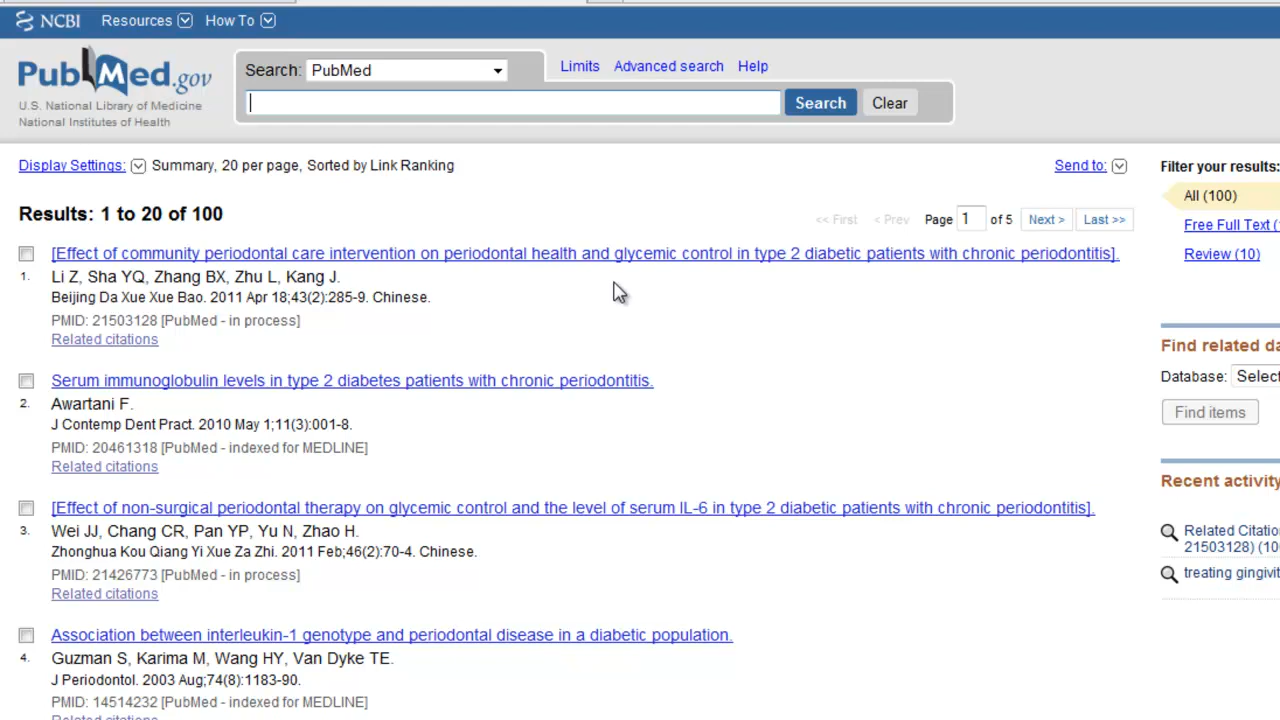 NCBI Resources How To
PubMed.gov
U.S. National Library of Medicine
National Institutes of Health
Search: PubMed
Limits Advanced search Help
Search Clear
Display Settings: Summary, 20 per page, Sorted by Link Ranking
Send to:
Filter your results:
All (100)
Free Full Text (
Review (10)
Results: 1 to 20 of 100
<< First < Prev Page 1 of 5 Next > Last >>
[Effect of community periodontal care intervention on periodontal health and glycemic control in type 2 diabetic patients with chronic periodontitis].
1. Li Z, Sha YQ, Zhang BX, Zhu L, Kang J.
Beijing Da Xue Xue Bao. 2011 Apr 18;43(2):285-9. Chinese.
PMID: 21503128 [PubMed - in process]
Related citations
Serum immunoglobulin levels in type 2 diabetes patients with chronic periodontitis.
2. Awartani F.
J Contemp Dent Pract. 2010 May 1;11(3):001-8.
PMID: 20461318 [PubMed - indexed for MEDLINE]
Related citations
[Effect of non-surgical periodontal therapy on glycemic control and the level of serum IL-6 in type 2 diabetic patients with chronic periodontitis].
3. Wei JJ, Chang CR, Pan YP, Yu N, Zhao H.
Zhonghua Kou Qiang Yi Xue Za Zhi. 2011 Feb;46(2):70-4. Chinese.
PMID: 21426773 [PubMed - in process]
Related citations
Association between interleukin-1 genotype and periodontal disease in a diabetic population.
4. Guzman S, Karima M, Wang HY, Van Dyke TE.
J Periodontol. 2003 Aug;74(8):1183-90.
PMID: 14514232 [PubMed - indexed for MEDLINE]
Related citations
Find related da
Database: Select
Find items
Recent activity
Related Citatio
21503128) (10
treating gingivit